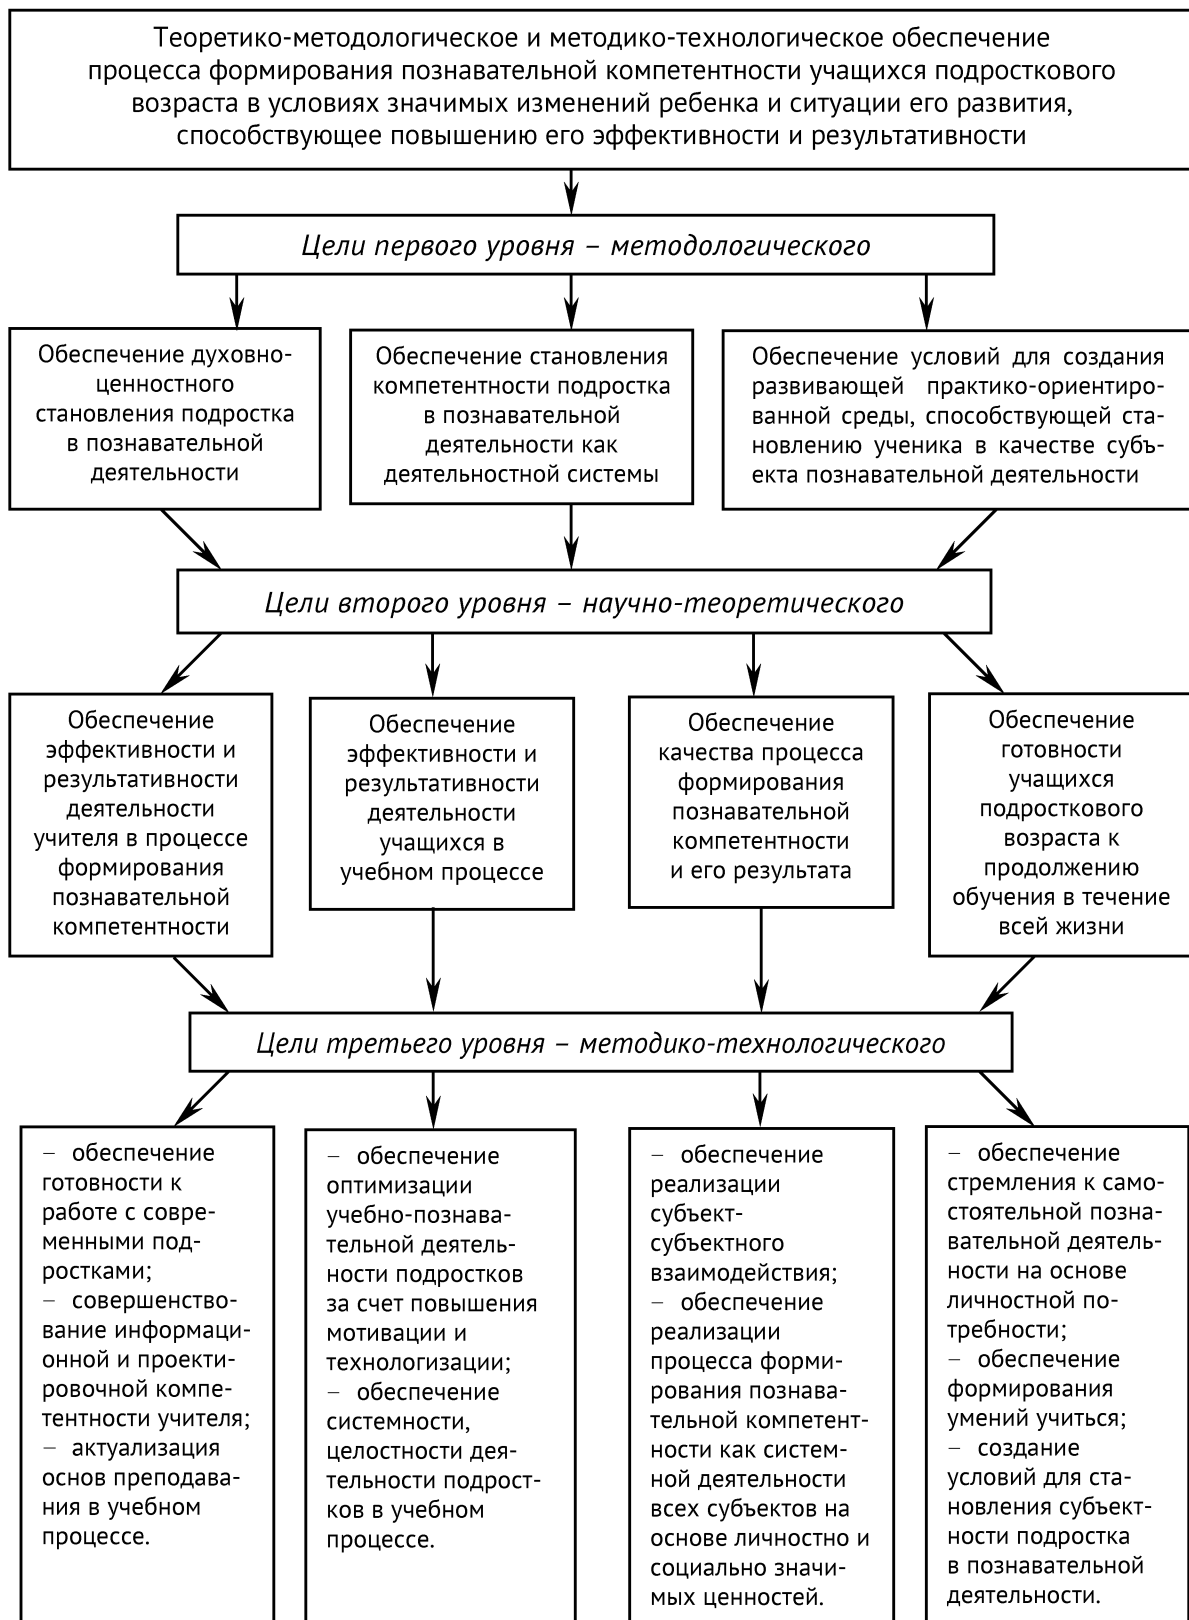 Теоретико-методологическое и методико-технологическое обеспечение
процесса формирования познавательной компетентности учащихся подросткового
возраста в условиях значимых изменений ребенка и ситуации его развития,
способствующее повышению его эффективности и результативности
Цели первого уровня – методологического
Обеспечение духовно-
ценностного
становления подростка
в познавательной
деятельности
Обеспечение становления
компетентности подростка
в познавательной
деятельности как
деятельностной системы
Обеспечение условий для создания
развивающей практико-ориентиро-
ванной среды, способствующей ста-
новлению ученика в качестве субъ-
екта познавательной деятельности
Цели второго уровня – научно-теоретического
Обеспечение
эффективности и
результативности
деятельности
учителя в процессе
формирования
познавательной
компетентности
Обеспечение
эффективности и
результативности
деятельности
учащихся в
учебном процессе
Обеспечение
качества процесса
формирования
познавательной
компетентности
и его результата
Обеспечение
готовности
учащихся
подросткового
возраста к
продолжению
обучения в течение
всей жизни
Цели третьего уровня – методико-технологического
– обеспечение
готовности к
работе с совре-
менными под-
ростками;
– совершенство-
вание информаци-
онной и проекти-
ровочной компе-
тентности учителя;
– актуализация
основ преподава-
ния в учебном
процессе.
– обеспечение
оптимизации
учебно-познава-
тельной деятель-
ности подростков
за счет повышения
мотивации и
технологизации;
– обеспечение
системности,
целостности дея-
тельности подрост-
ков в учебном
процессе.
– обеспечение
реализации
субъект-
субъектного
взаимодействия;
– обеспечение
реализации
процесса форми-
рования познава-
тельной компетент-
ности как систем-
ной деятельности
всех субъектов на
основе личностно и
социально значи-
мых ценностей.
– обеспечение
стремления к само-
стоятельной позна-
вательной деятель-
ности на основе
личностной по-
требности;
– обеспечение
формирования
умений учиться;
– создание
условий для ста-
новления субъект-
ности подростка
в познавательной
деятельности.